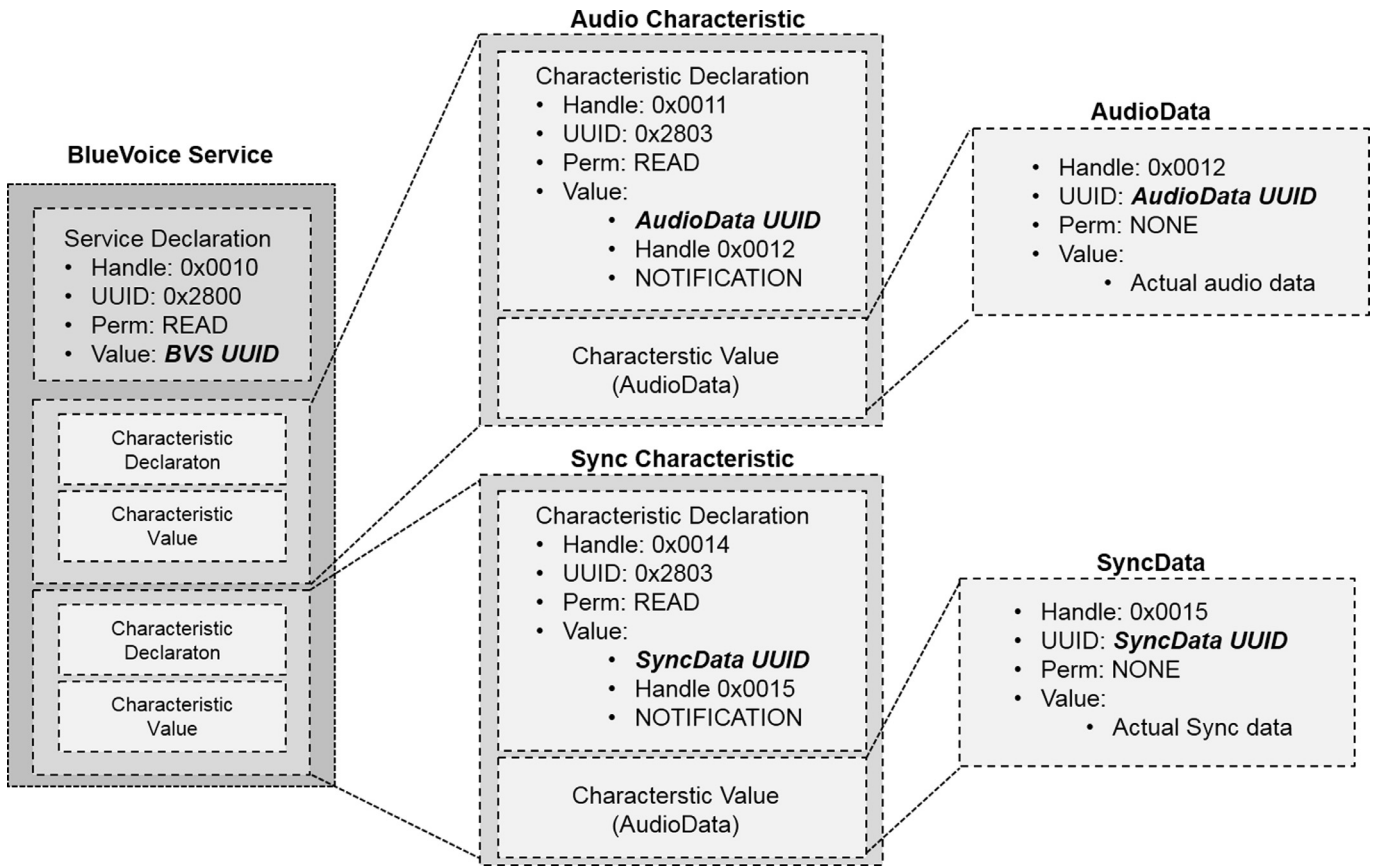 BlueVoice Service
Service Declaration
• Handle: 0x0010
• UUID: 0x2800
• Perm: READ
• Value: BVS UUID
Characteristic
Declaraton
Characteristic
Value
Characteristic
Declaraton
Characteristic
Value
Audio Characteristic
Characteristic Declaration
• Handle: 0x0011
• UUID: 0x2803
• Perm: READ
• Value:
• AudioData UUID
• Handle 0x0012
• NOTIFICATION
Characterstic Value
(AudioData)
AudioData
• Handle: 0x0012
• UUID: AudioData UUID
• Perm: NONE
• Value:
• Actual audio data
Sync Characteristic
Characteristic Declaration
• Handle: 0x0014
• UUID: 0x2803
• Perm: READ
• Value:
• SyncData UUID
• Handle 0x0015
• NOTIFICATION
Characterstic Value
(AudioData)
SyncData
• Handle: 0x0015
• UUID: SyncData UUID
• Perm: NONE
• Value:
• Actual Sync data